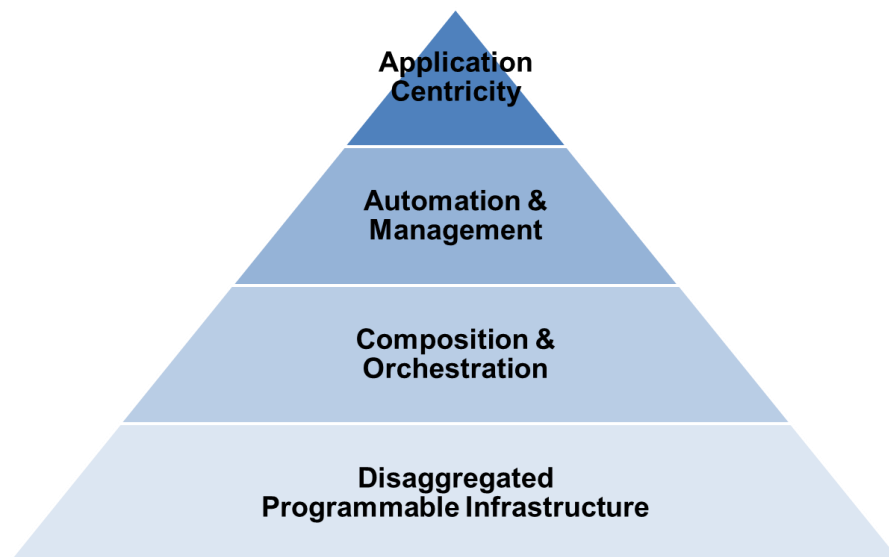 Application
Centricity
Automation &
Management
Composition &
Orchestration
Disaggregated
Programmable Infrastructure